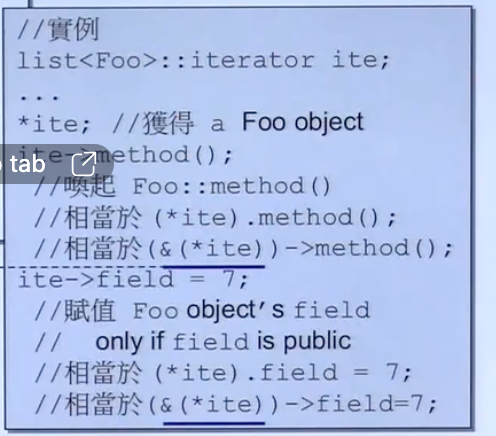 //實例
list<Foo>::iterator ite;
...
*ite; //獲得 a Foo object
ite->method();
tab
//喚起 Foo::method()
//相當於 (*ite).method();
//相當於(&(*ite))->method();
ite->field = 7;
//賦值 Foo object's field
// only if field is public
//相當於 (*ite).field = 7;
//相當於(&(*ite))->field=7;